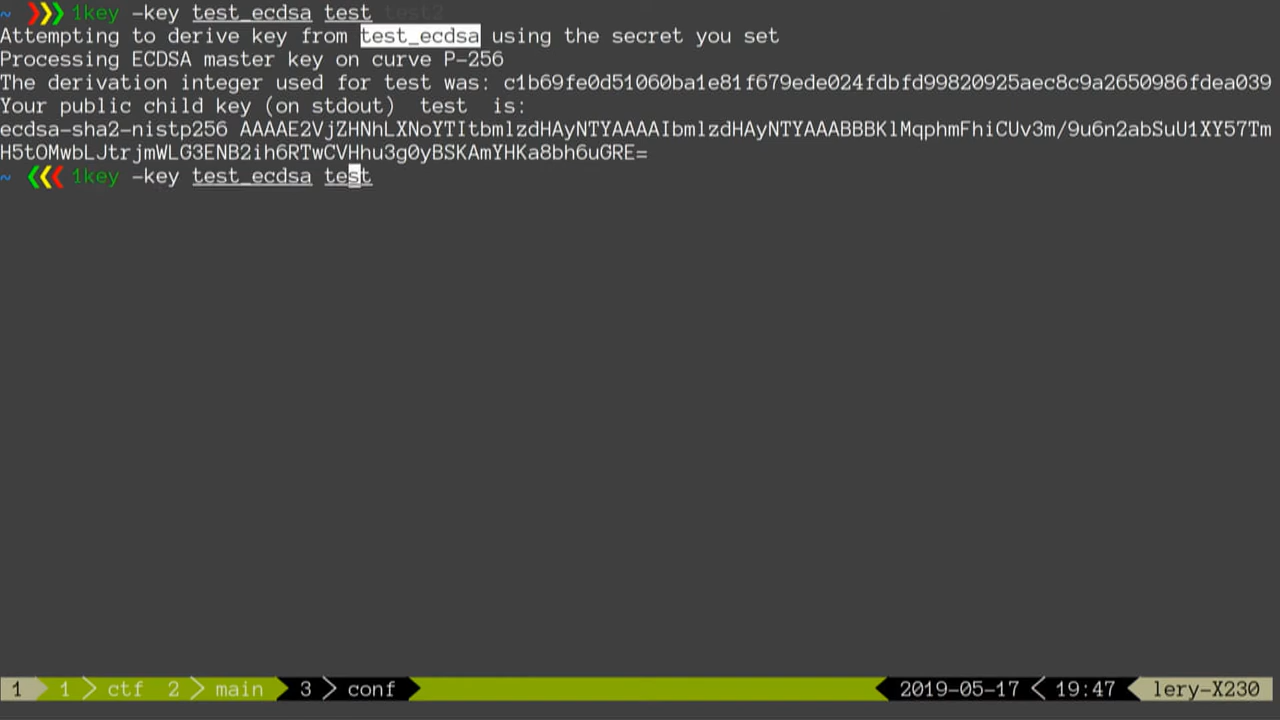 ~ ❯❯❯ 1key -key test_ecdsa test test2
Attempting to derive key from test_ecdsa using the secret you set
Processing ECDSA master key on curve P-256
The derivation integer used for test was: c1b69fe0d51060ba1e81f679ede024fdbfd99820925aec8c9a2650986fdea039
Your public child key (on stdout)  test  is:
ecdsa-sha2-nistp256 AAAAE2VjZHNhLXNoYTItbmlzdHAyNTYAAAAIbmlzdHAyNTYAAABBBKlMqphmFhiCUv3m/9u6n2abSuU1XY57Tm
H5tOMwbLJtrjmWLG3ENB2ih6RTwCVHhu3g0yBSKAmYHKa8bh6uGRE=
~ ❮❮❮ 1key -key test_ecdsa test
1 1 > ctf 2 > main 3 > conf 2019-05-17 < 19:47 lery-X230